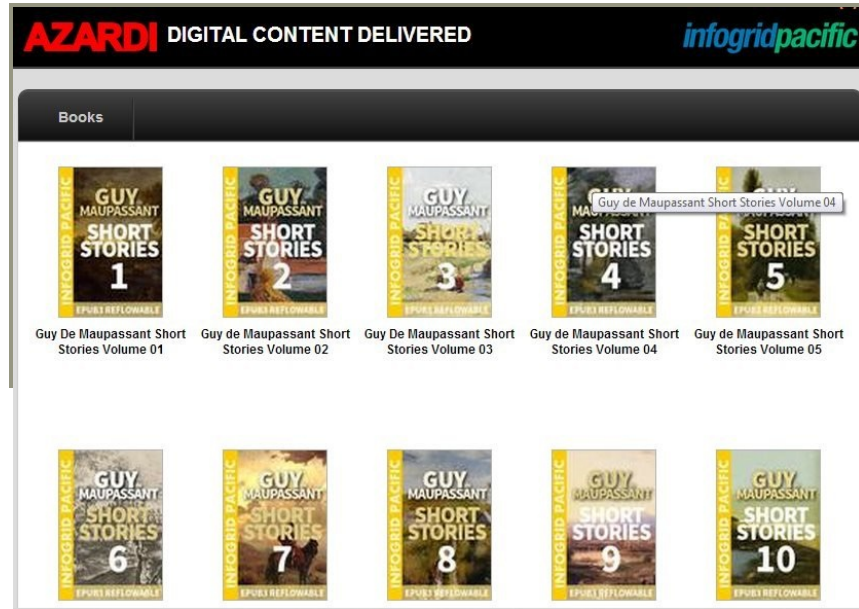 AZARDI DIGITAL CONTENT DELIVERED
infogridpacific
Books
INFOGRID PACIFIC
GUY
MAUPASSANT
SHORT
STORIES
1
EPUB3 REFLOWABLE
INFOGRID PACIFIC
GUY
MAUPASSANT
SHORT
STORIES
2
EPUB3 REFLOWABLE
INFOGRID PACIFIC
GUY
MAUPASSANT
SHORT
STORIES
3
EPUB3 REFLOWABLE
INFOGRID PACIFIC
GUY
SHORT
STORIES
4
EPUB3 REFLOWABLE
Guy de Maupassant Short Stories Volume 04
INFOGRID PACIFIC
GUY
SHORT
STORIES
5
EPUB3 REFLOWABLE
Guy De Maupassant Short
Stories Volume 01
Guy de Maupassant Short
Stories Volume 02
Guy De Maupassant Short
Stories Volume 03
Guy de Maupassant Short
Stories Volume 04
Guy de Maupassant Short
Stories Volume 05
INFOGRID PACIFIC
GUY
MAUPASSANT
SHORT
STORIES
6
EPUB3 REFLOWABLE
INFOGRID PACIFIC
GUY
MAUPASSANT
SHORT
STORIES
7
EPUB3 REFLOWABLE
INFOGRID PACIFIC
GUY
MAUPASSANT
SHORT
STORIES
8
EPUB3 REFLOWABLE
INFOGRID PACIFIC
GUY
MAUPASSANT
SHORT
STORIES
9
EPUB3 REFLOWABLE
INFOGRID PACIFIC
GUY
MAUPASSANT
SHORT
STORIES
10
EPUB3 REFLOWABLE